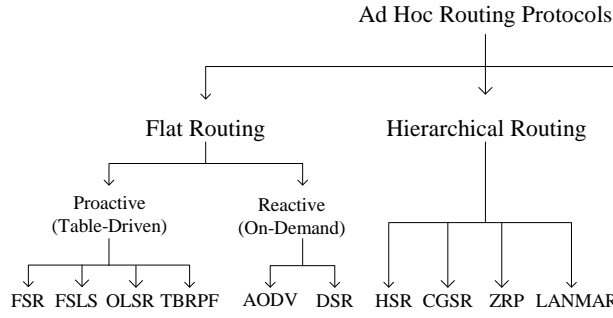 Ad Hoc Routing Protocols
Flat Routing
Hierarchical Routing
Proactive
(Table-Driven)
Reactive
(On-Demand)
FSR FSLS OLSR TBRPF AODV DSR HSR CGSR ZRP LANMAR